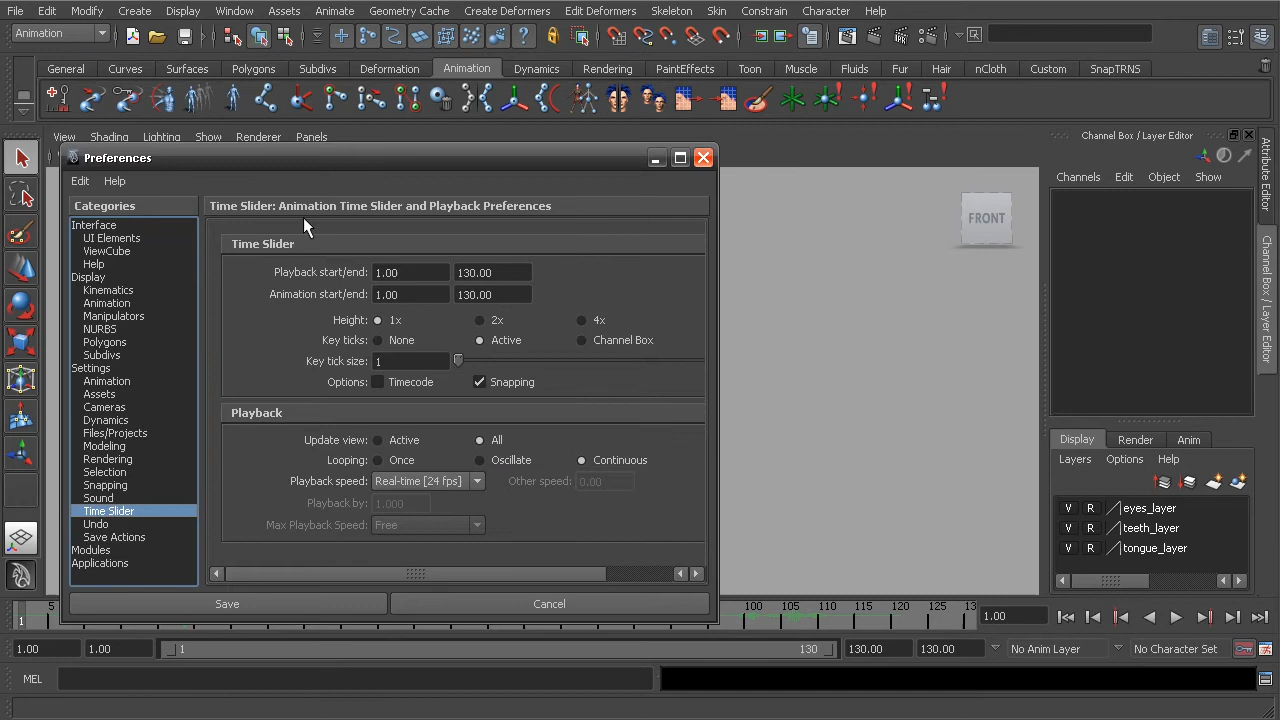 File Edit Modify Create Display Window Assets Animate Geometry Cache Create Deformers Edit Deformers Skeleton Skin Constrain Character Help
Animation
General Curves Surfaces Polygons Subdivs Deformation Animation Dynamics Rendering PaintEffects Toon Muscle Fluids Fur Hair nCloth Custom SnapTRNS
View Shading Lighting Show Renderer Panels
Channel Box / Layer Editor
Preferences
Edit Help
Channels Edit Object Show
Categories
Time Slider: Animation Time Slider and Playback Preferences
FRONT
Interface
UI Elements
ViewCube
Help
Display
Kinematics
Animation
Manipulators
NURBS
Polygons
Subdivs
Settings
Animation
Assets
Cameras
Dynamics
Files/Projects
Modeling
Rendering
Selection
Snapping
Sound
Time Slider
Undo
Save Actions
Modules
Applications
Time Slider
Playback start/end: 1.00 130.00
Animation start/end: 1.00 130.00
Height: 1x 2x 4x
Key ticks: None Active Channel Box
Key tick size: 1
Options: Timecode Snapping
Playback
Update view: Active All
Looping: Once Oscillate Continuous
Playback speed: Real-time [24 fps] Other speed: 0.00
Playback by: 1.000
Max Playback Speed: Free
Save Cancel
Attribute Editor
Channel Box / Layer Editor
Display Render Anim
Layers Options Help
V R eyes_layer
V R teeth_layer
V R tongue_layer
5 100 105 110 115 120 125 13
1 1.00
1.00 1.00 1 130 130.00 130.00 No Anim Layer No Character Set
MEL